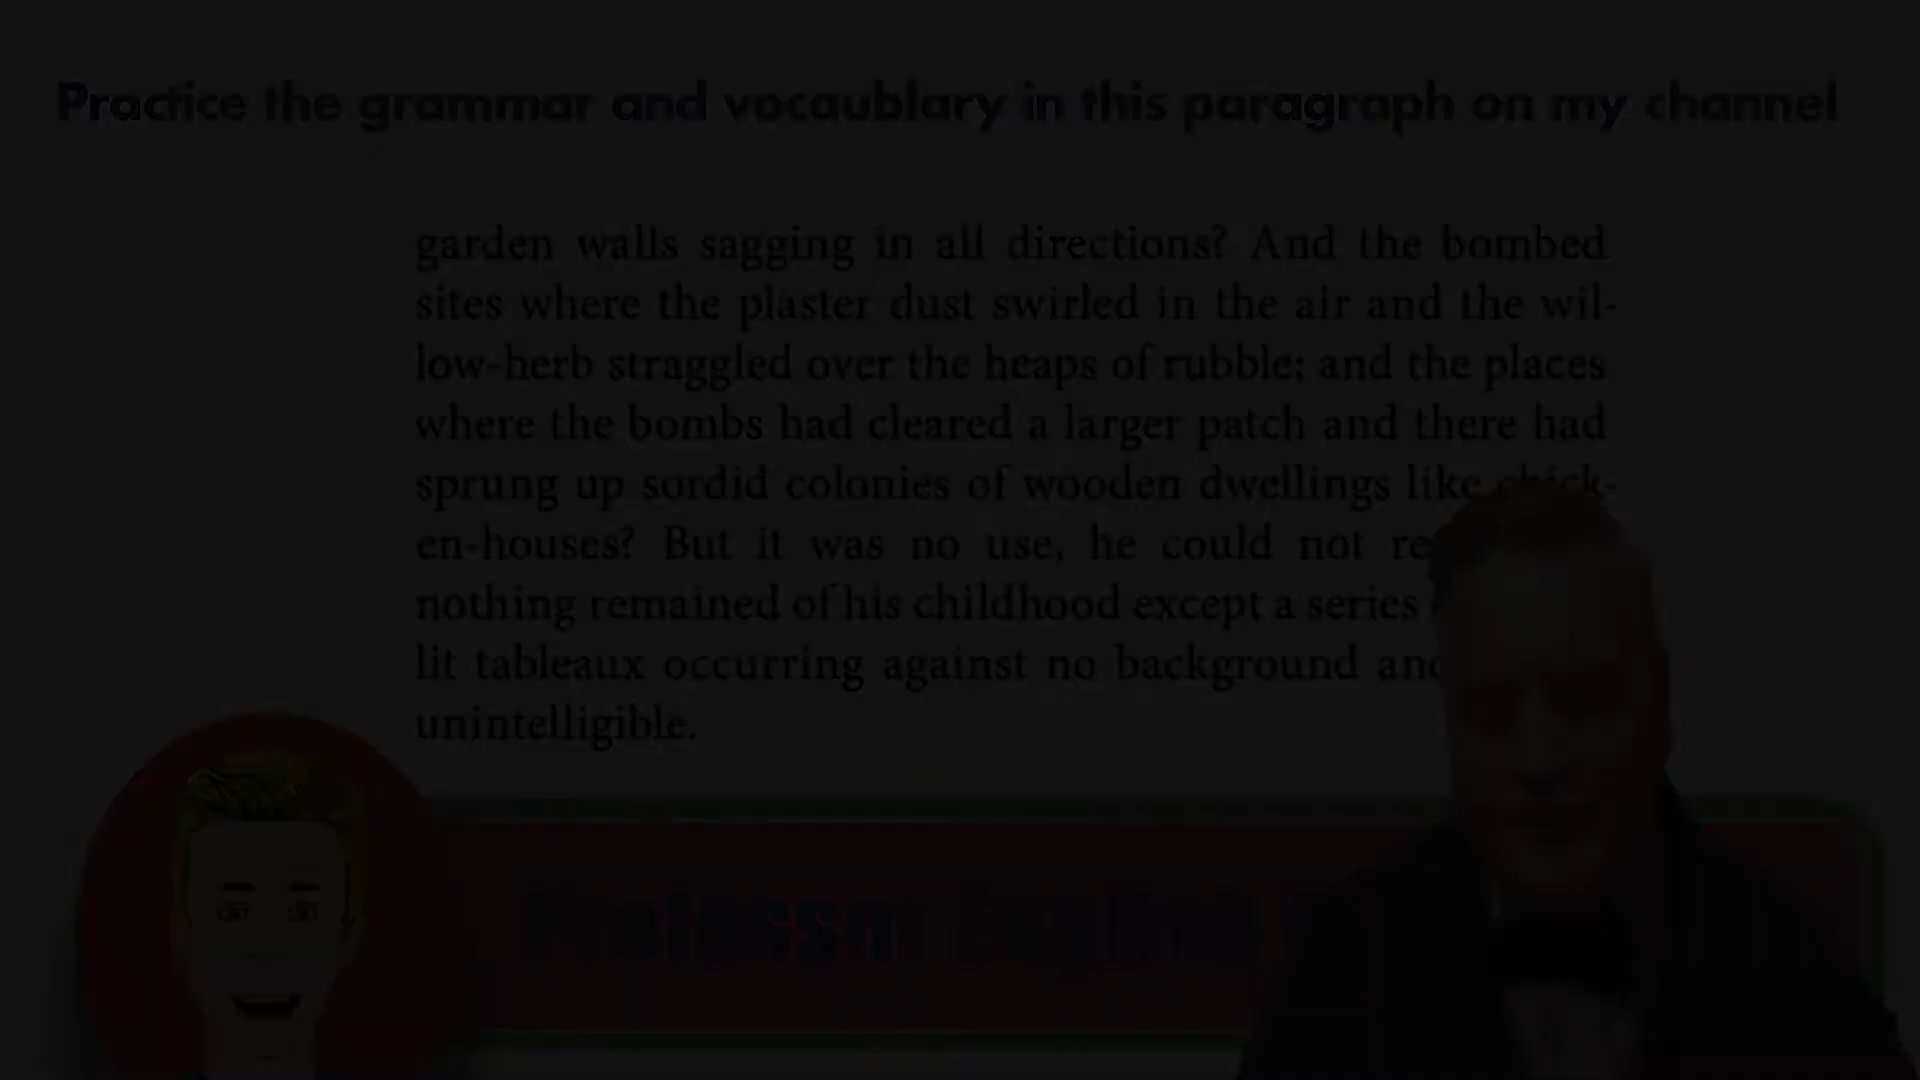 Practice the grammar and vocaublary in this paragraph on my channel
garden walls sagging in all directions? And the bombed
sites where the plaster dust swirled in the air and the wil-
low-herb straggled over the heaps of rubble; and the places
where the bombs had cleared a larger patch and there had
sprung up sordid colonies of wooden dwellings like chick-
en-houses? But it was no use, he could not
nothing remained of his childhood except a series
lit tableaux occurring against no background and
unintelligible.
Professor English